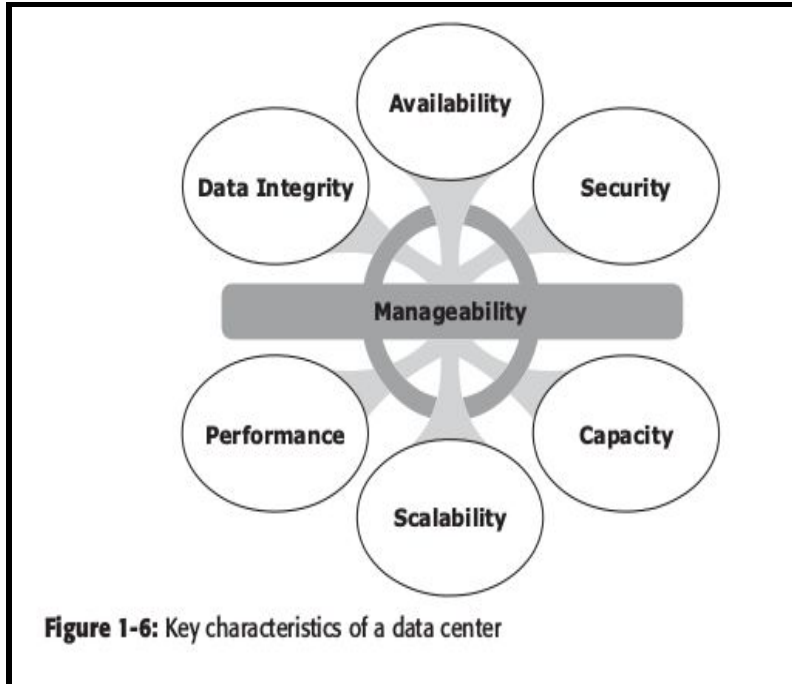 Availability
Data Integrity
Security
Manageability
Performance
Capacity
Scalability
Figure 1-6: Key characteristics of a data center